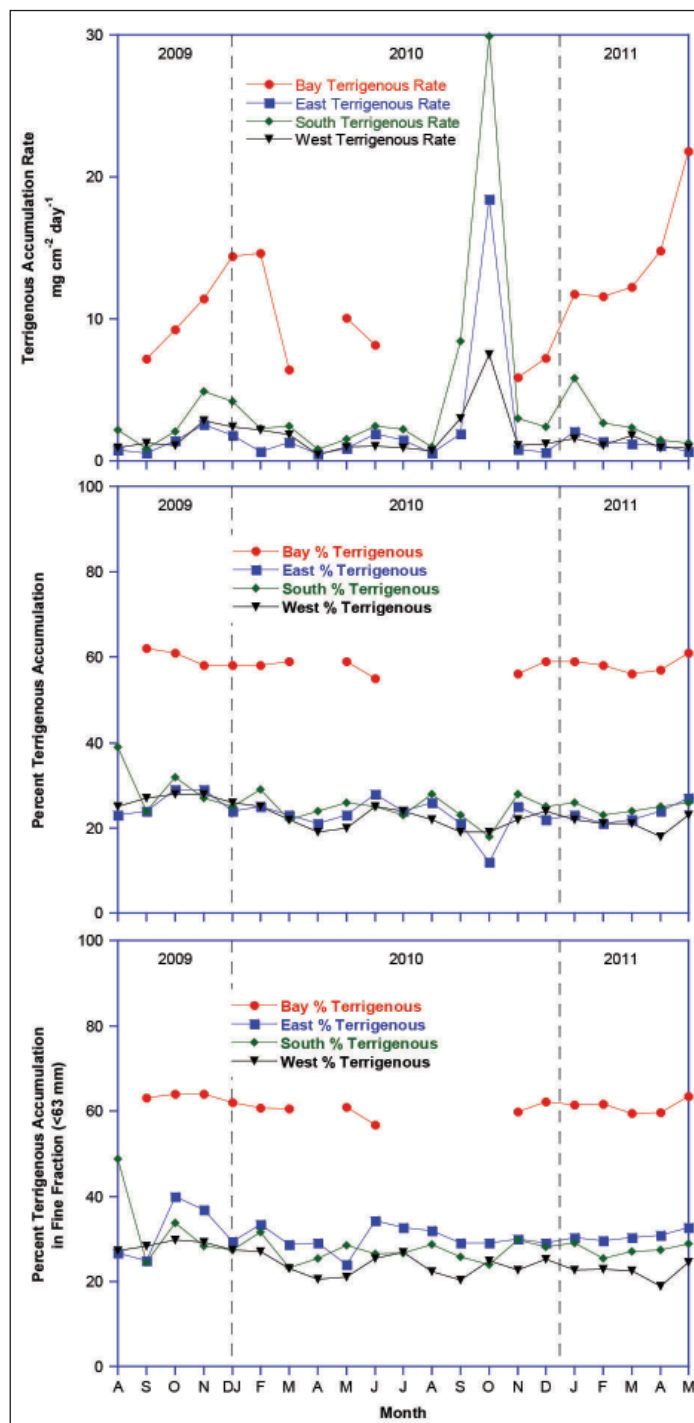 30
2009
2010
2011
Bay Terrigenous Rate
East Terrigenous Rate
South Terrigenous Rate
West Terrigenous Rate
20
10
0
Terrigenous Accumulation Rate
mg cm-2 day-1
100
2009
2010
2011
80
Bay % Terrigenous
East % Terrigenous
South % Terrigenous
West % Terrigenous
60
40
20
0
Percent Terrigenous Accumulation
100
2009
2010
2011
Bay % Terrigenous
East % Terrigenous
South % Terrigenous
West % Terrigenous
80
60
40
20
0
Percent Terrigenous Accumulation
in Fine Fraction (<63 mm)
A S O N DJ F M A M J J A S O N D J F M A M
Month